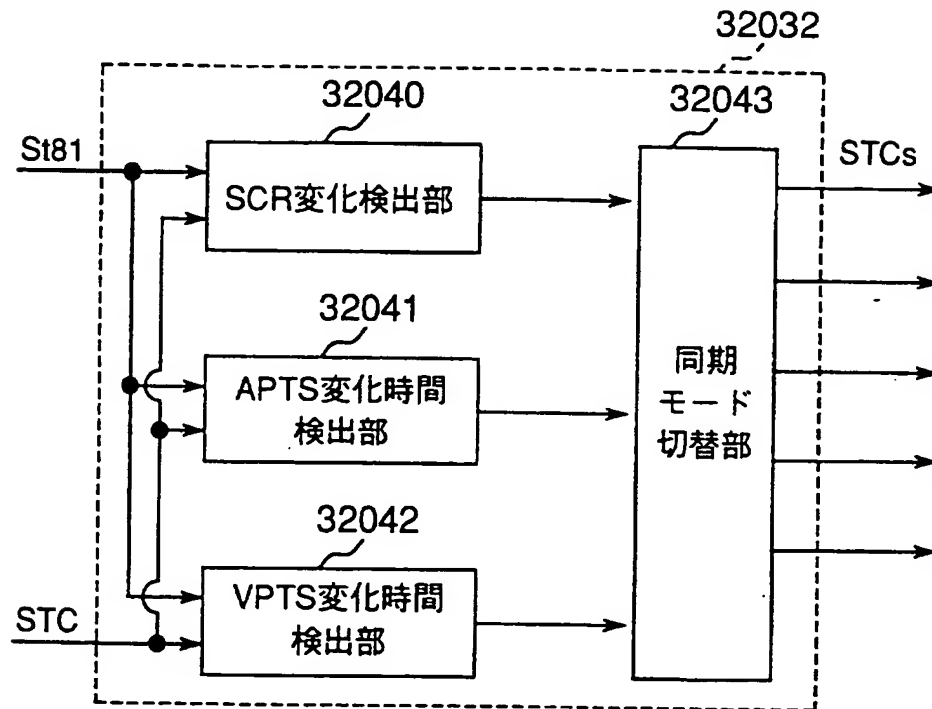 32032
32040
32043
St81
SCR変化検出部
STCs
32041
APTS変化時間
検出部
同期
モード
切替部
32042
VPTS変化時間
検出部
STC